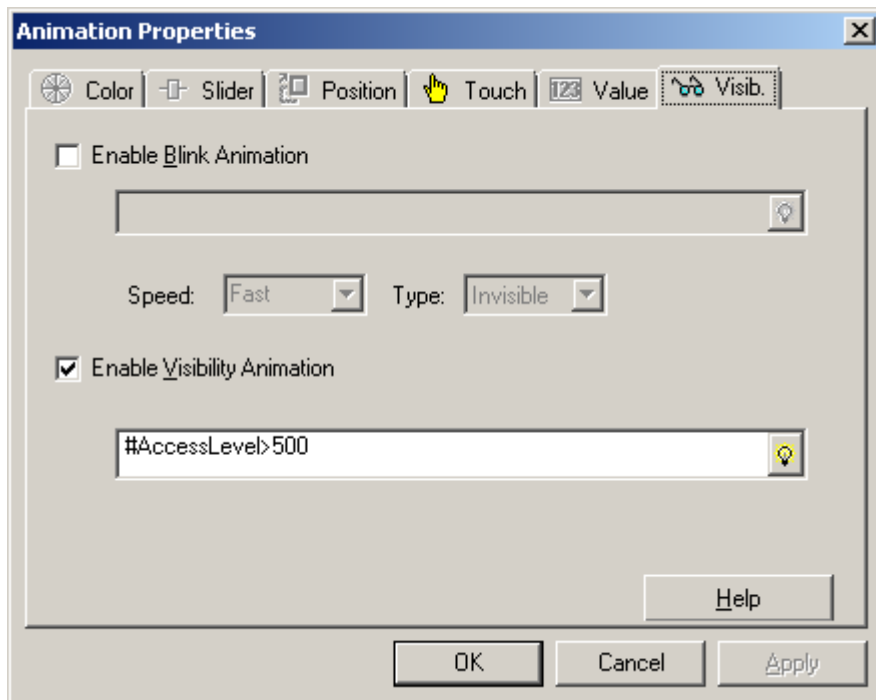 Animation Properties
Color Slider Position Touch 123 Value Visib.
Enable Blink Animation
Speed: Fast Type: Invisible
Enable Visibility Animation
#AccessLevel>500
Help
OK Cancel Apply